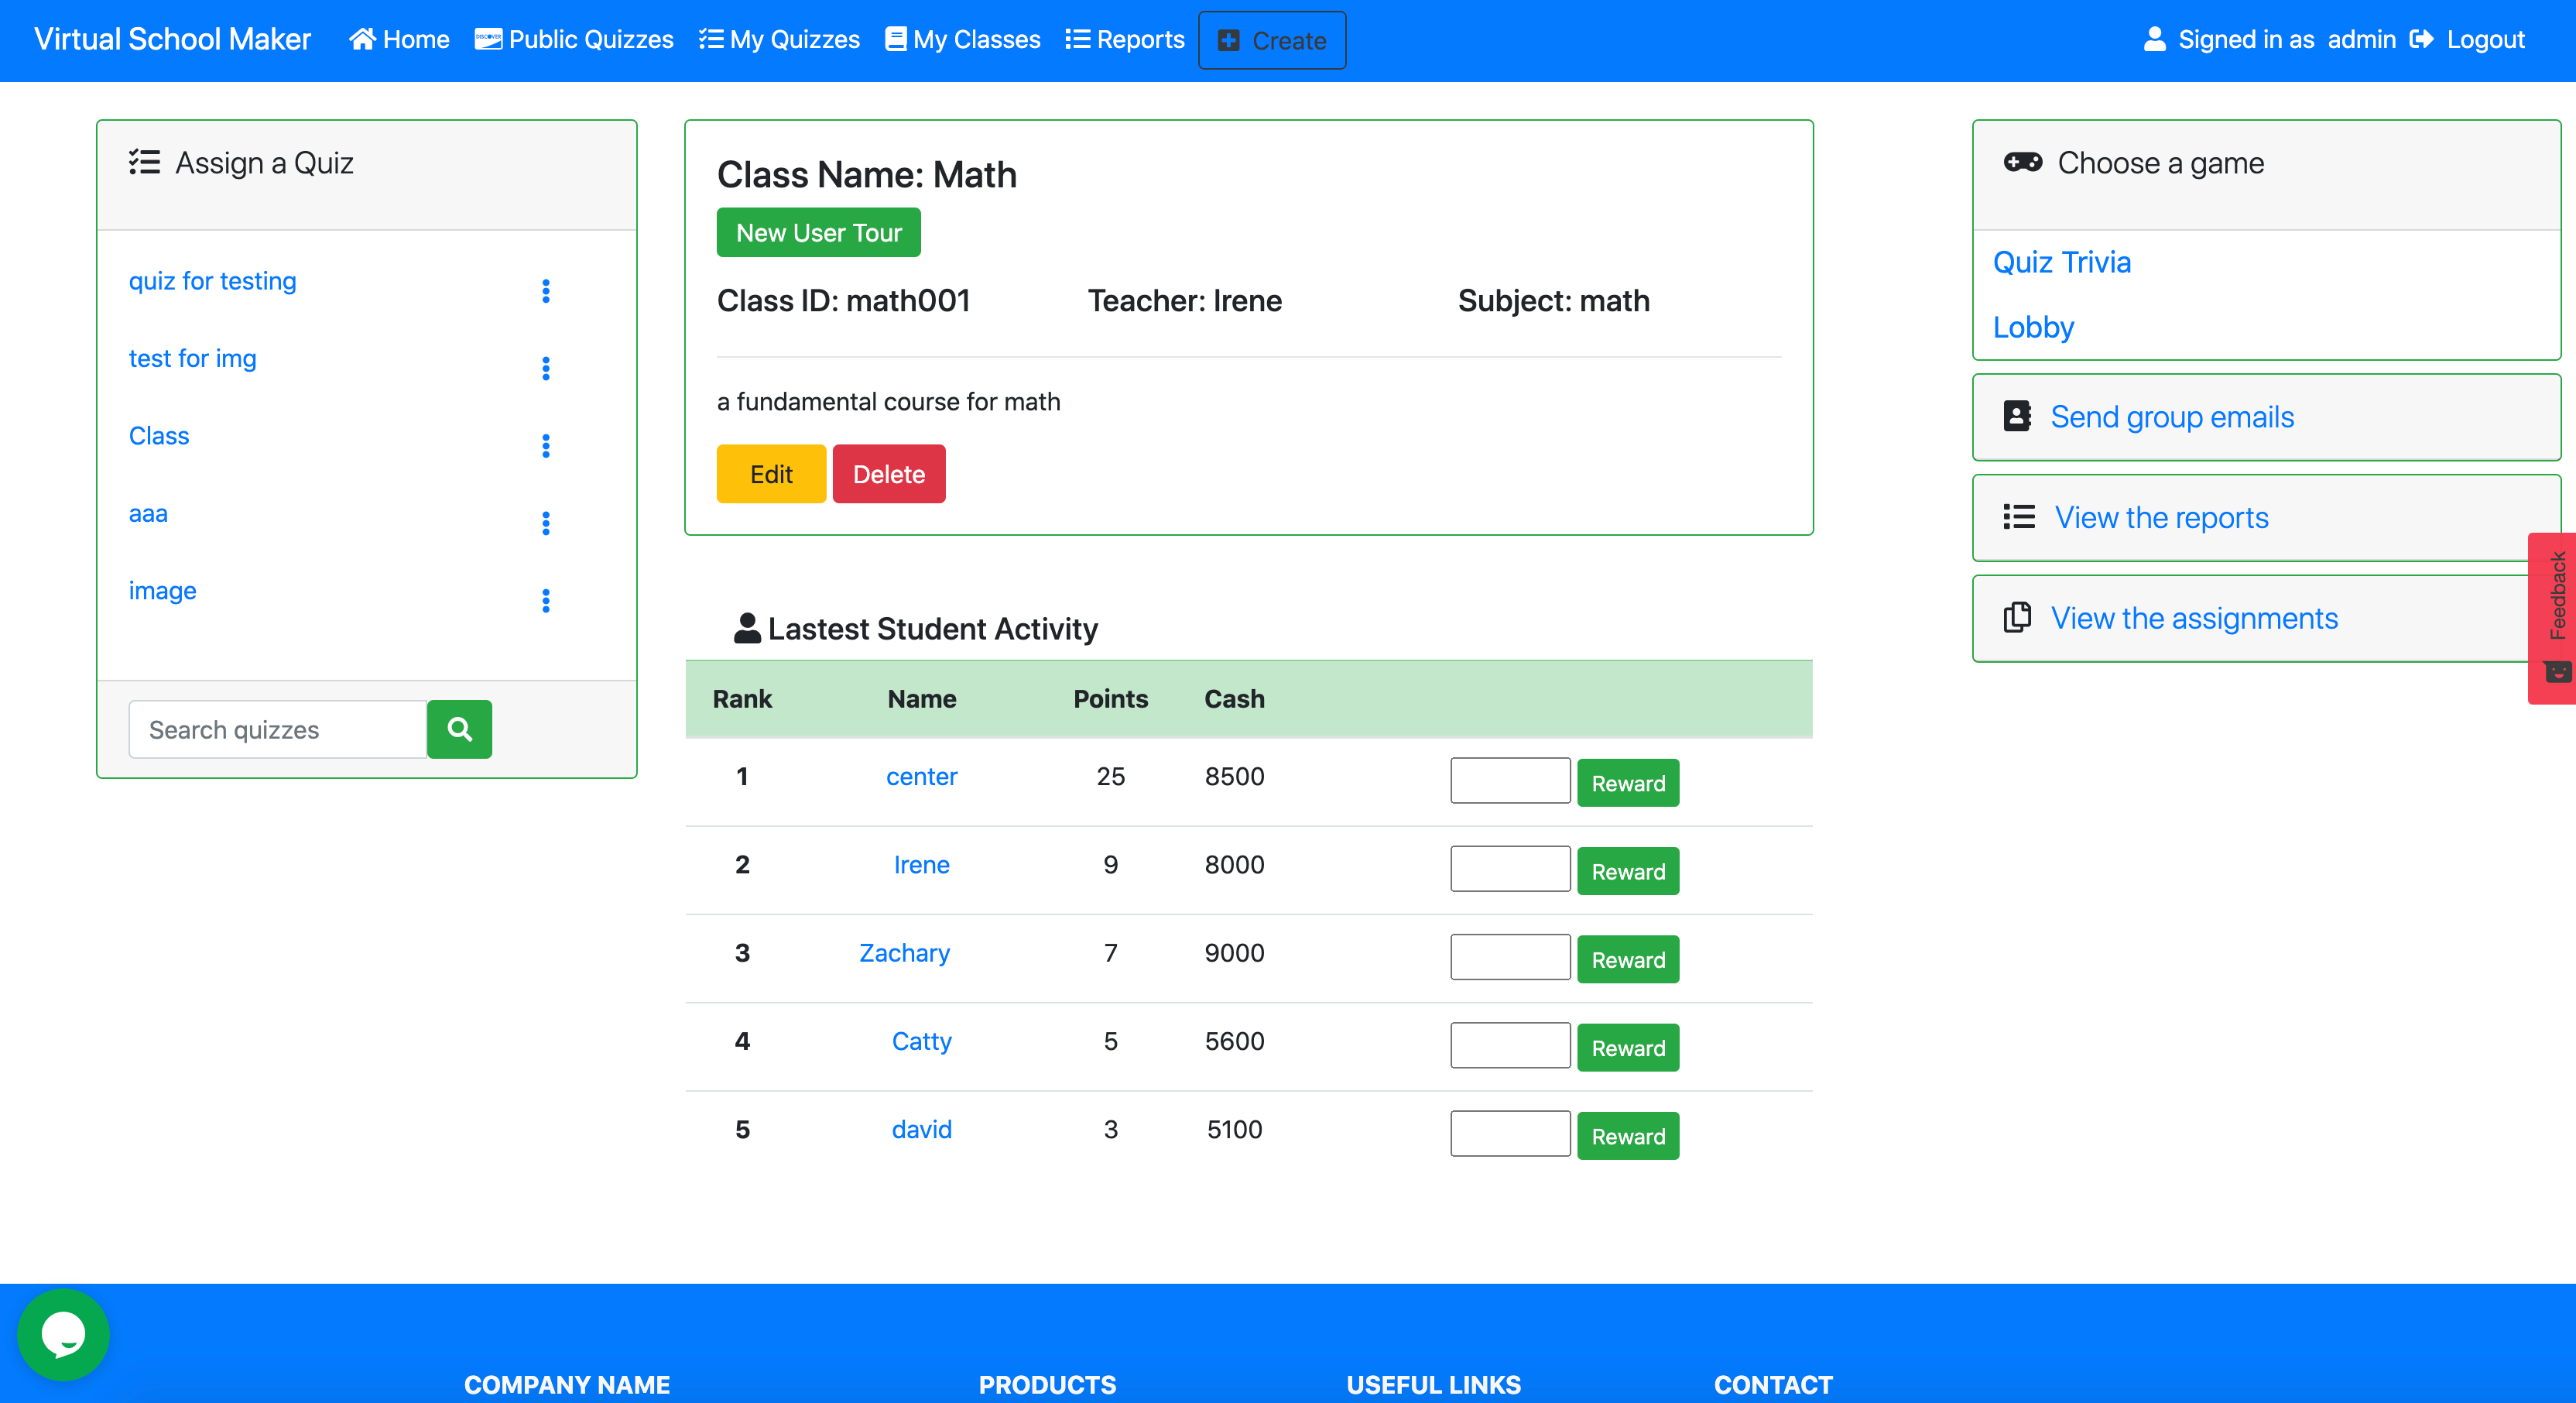 Virtual School Maker Home DISCOVER Public Quizzes My Quizzes My Classes Reports Create Signed in as admin Logout
Assign a Quiz
quiz for testing
test for img
Class
aaa
image
Search quizzes
Class Name: Math
New User Tour
Class ID: math001 Teacher: Irene Subject: math
a fundamental course for math
Edit Delete
Lastest Student Activity
Rank Name Points Cash
1 center 25 8500 Reward
2 Irene 9 8000 Reward
3 Zachary 7 9000 Reward
4 Catty 5 5600 Reward
5 david 3 5100 Reward
Choose a game
Quiz Trivia
Lobby
Send group emails
View the reports
View the assignments
Feedback
COMPANY NAME PRODUCTS USEFUL LINKS CONTACT